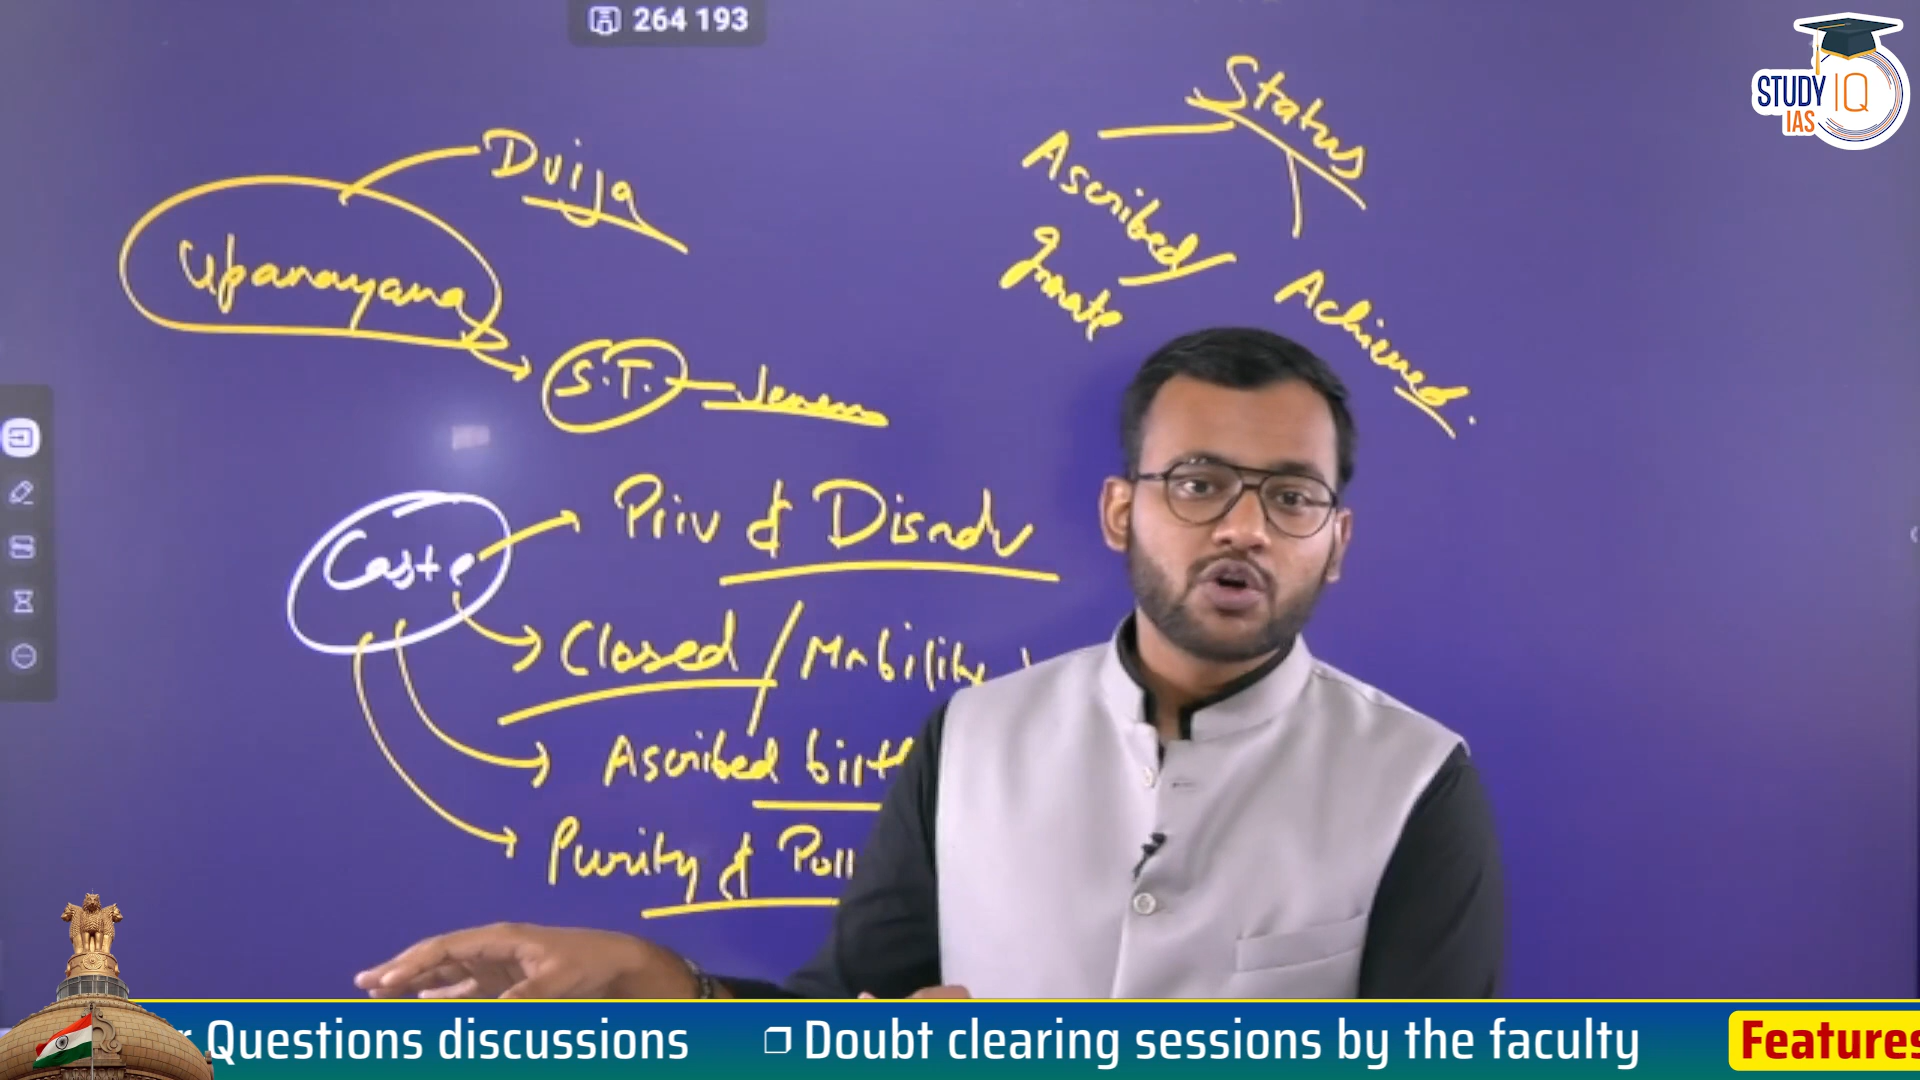 264 193
STUDY IQ
IAS
Status
Dvija
Ascribed/
Achieved.
Upanayana
S.T.
Caste
Priv & Disadv
Closed / Mobility
Ascribed birth
Purity & Poll
Questions discussions
❐ Doubt clearing sessions by the faculty
Features